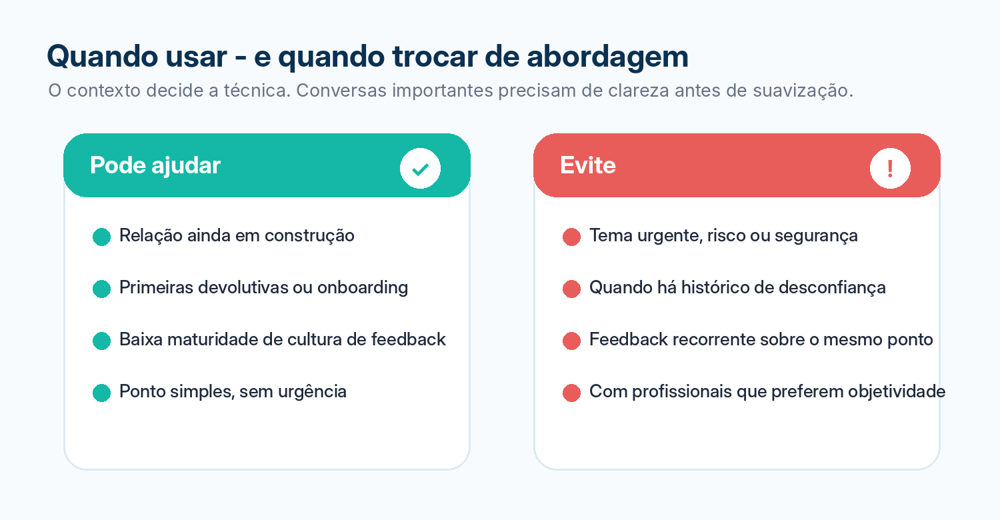 Quando usar - e quando trocar de abordagem
O contexto decide a técnica. Conversas importantes precisam de clareza antes de suavização.
Pode ajudar
Relação ainda em construção
Primeiras devolutivas ou onboarding
Baixa maturidade de cultura de feedback
Ponto simples, sem urgência
Evite
!
Tema urgente, risco ou segurança
Quando há histórico de desconfiança
Feedback recorrente sobre o mesmo ponto
Com profissionais que preferem objetividade